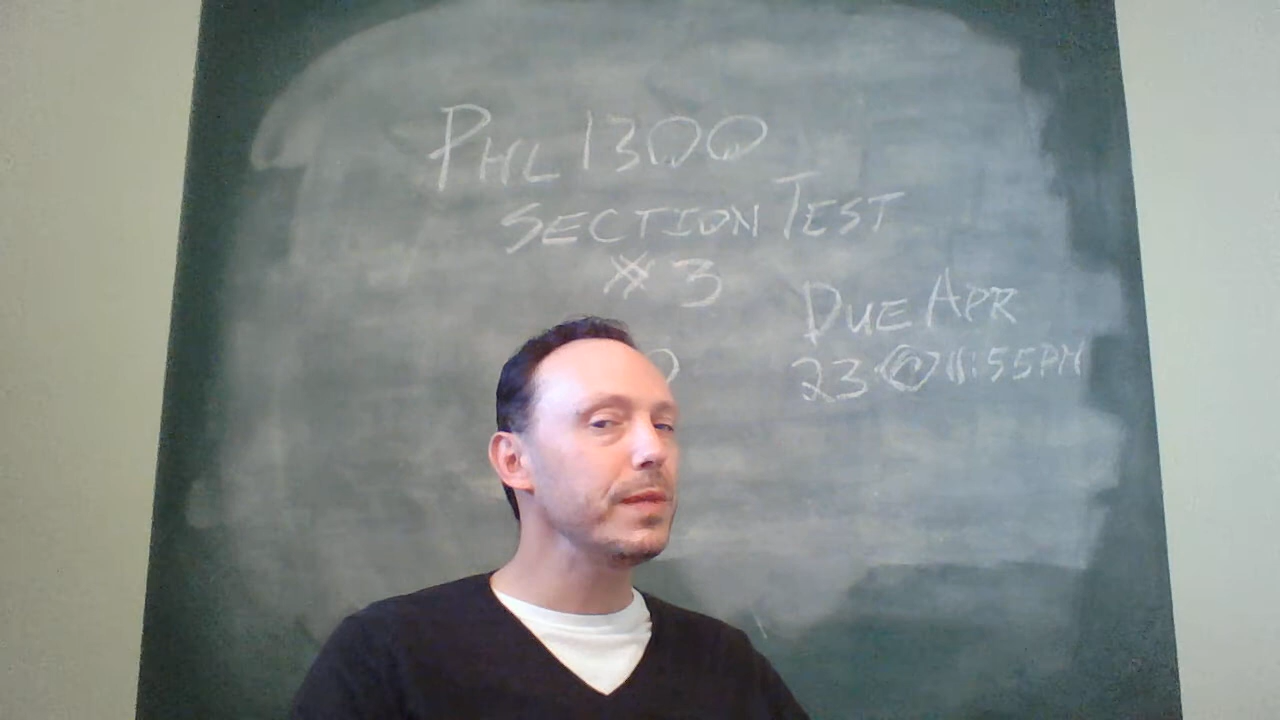 PHL 1300
SECTION TEST
# 3
DUE APR
23 @ 11:55PM